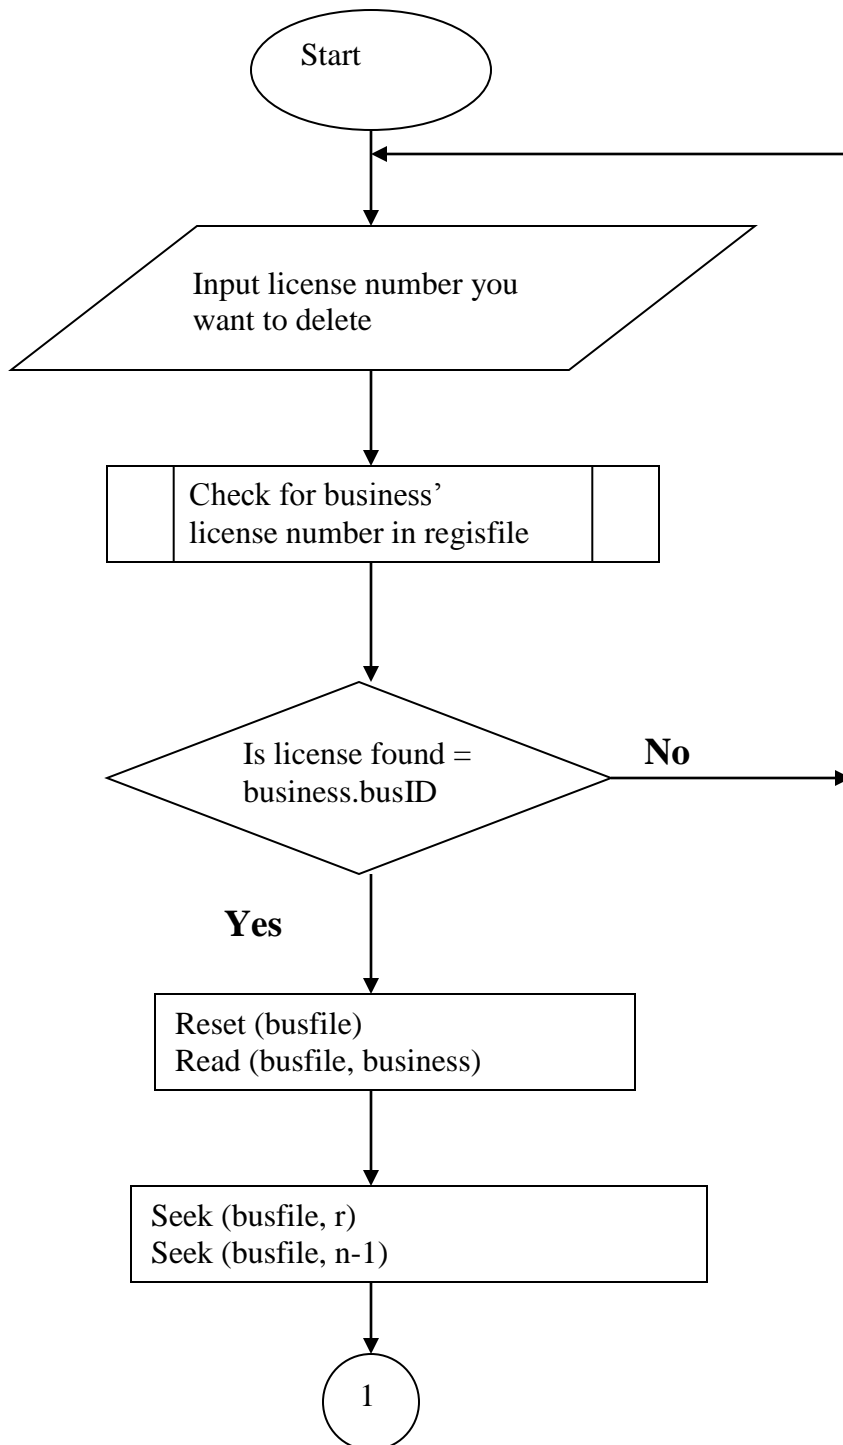 Start
Input license number you
want to delete
Check for business’
license number in regisfile
Is license found =
business.busID
No
Yes
Reset (busfile)
Read (busfile, business)
Seek (busfile, r)
Seek (busfile, n-1)
1